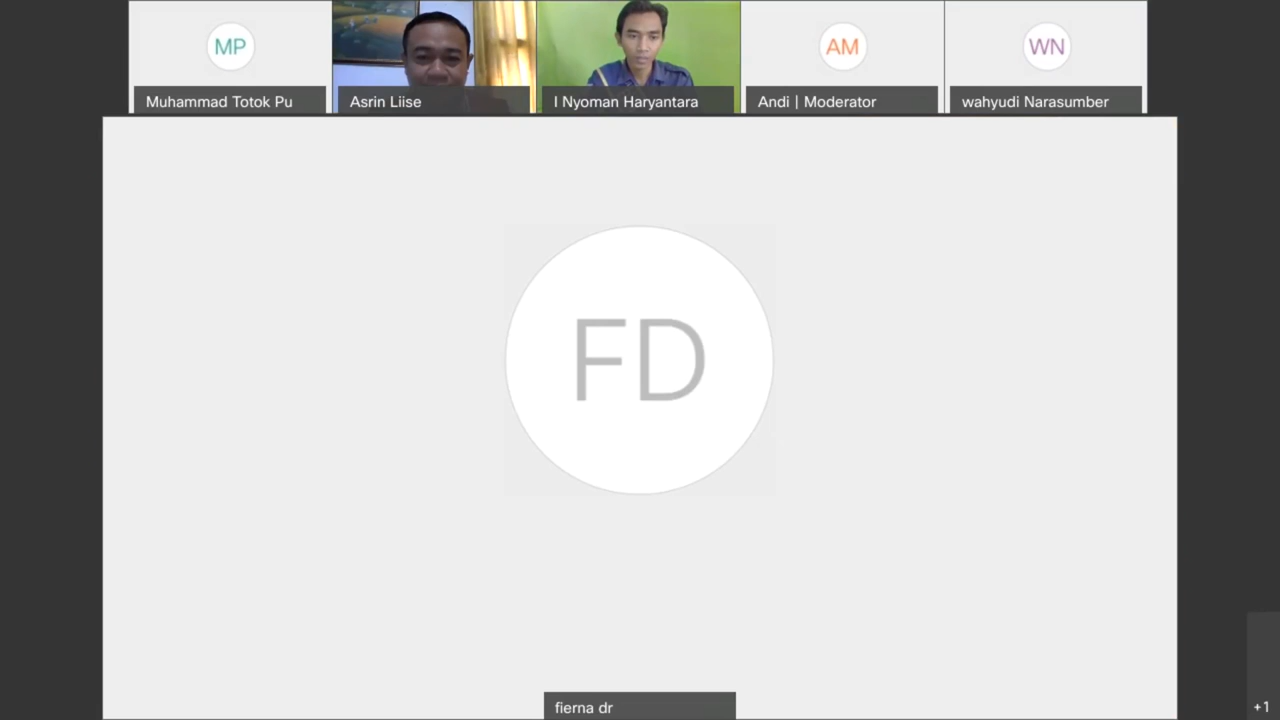 MP
Muhammad Totok Pu
Asrin Liise
I Nyoman Haryantara
AM
Andi | Moderator
WN
wahyudi Narasumber
FD
fierna dr
+1